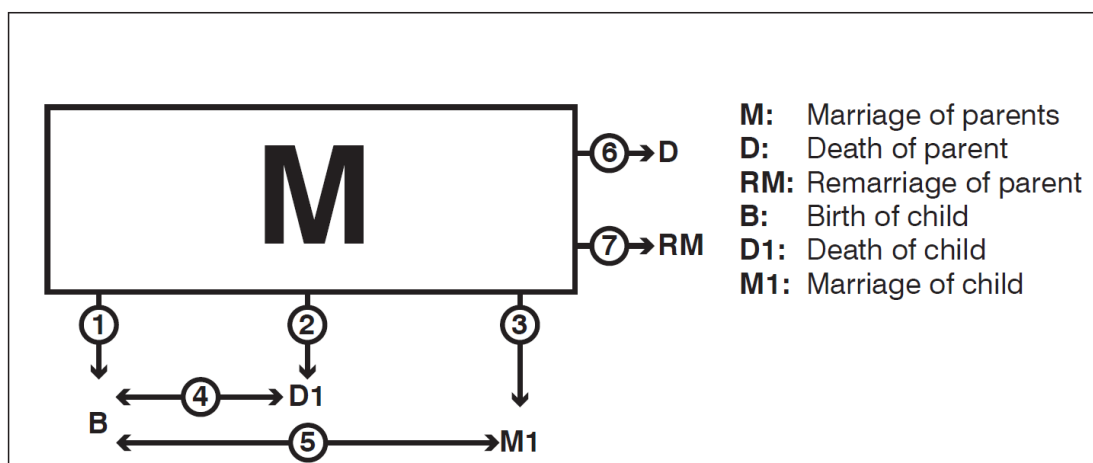 M
6 D
7 RM
1 2 3
4 D1
B
5 M1
M: Marriage of parents
D: Death of parent
RM: Remarriage of parent
B: Birth of child
D1: Death of child
M1: Marriage of child